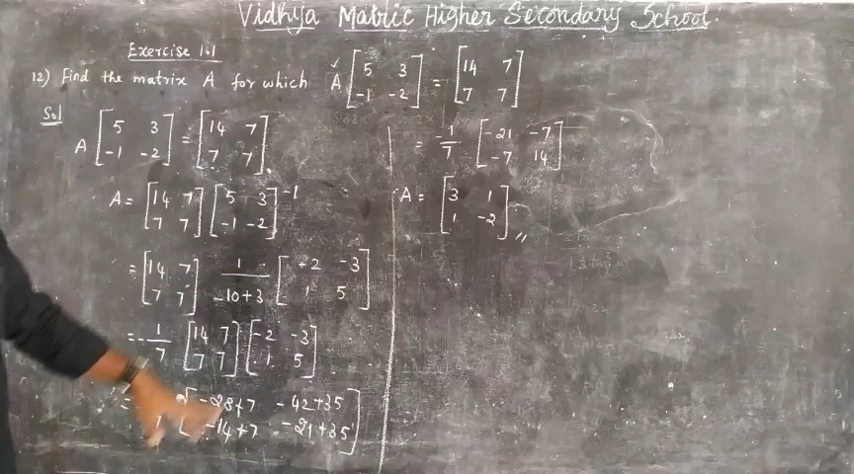 Vidhya Matric Higher Secondary School.
Exercise 1.1
12) Find the matrix A for which A [5 3; -1 -2] = [14 7; 7 7]
Sol
A [5 3; -1 -2] = [14 7; 7 7]
A = [14 7; 7 7] [5 3; -1 -2]^-1
= [14 7; 7 7] 1/(-10+3) [-2 -3; 1 5]
= -1/7 [14 7; 7 7] [-2 -3; 1 5]
= [-28+7 -42+35; -14+7 -21+35]
= -1/7 [-21 -7; -7 14]
A = [3 1; 1 -2] //